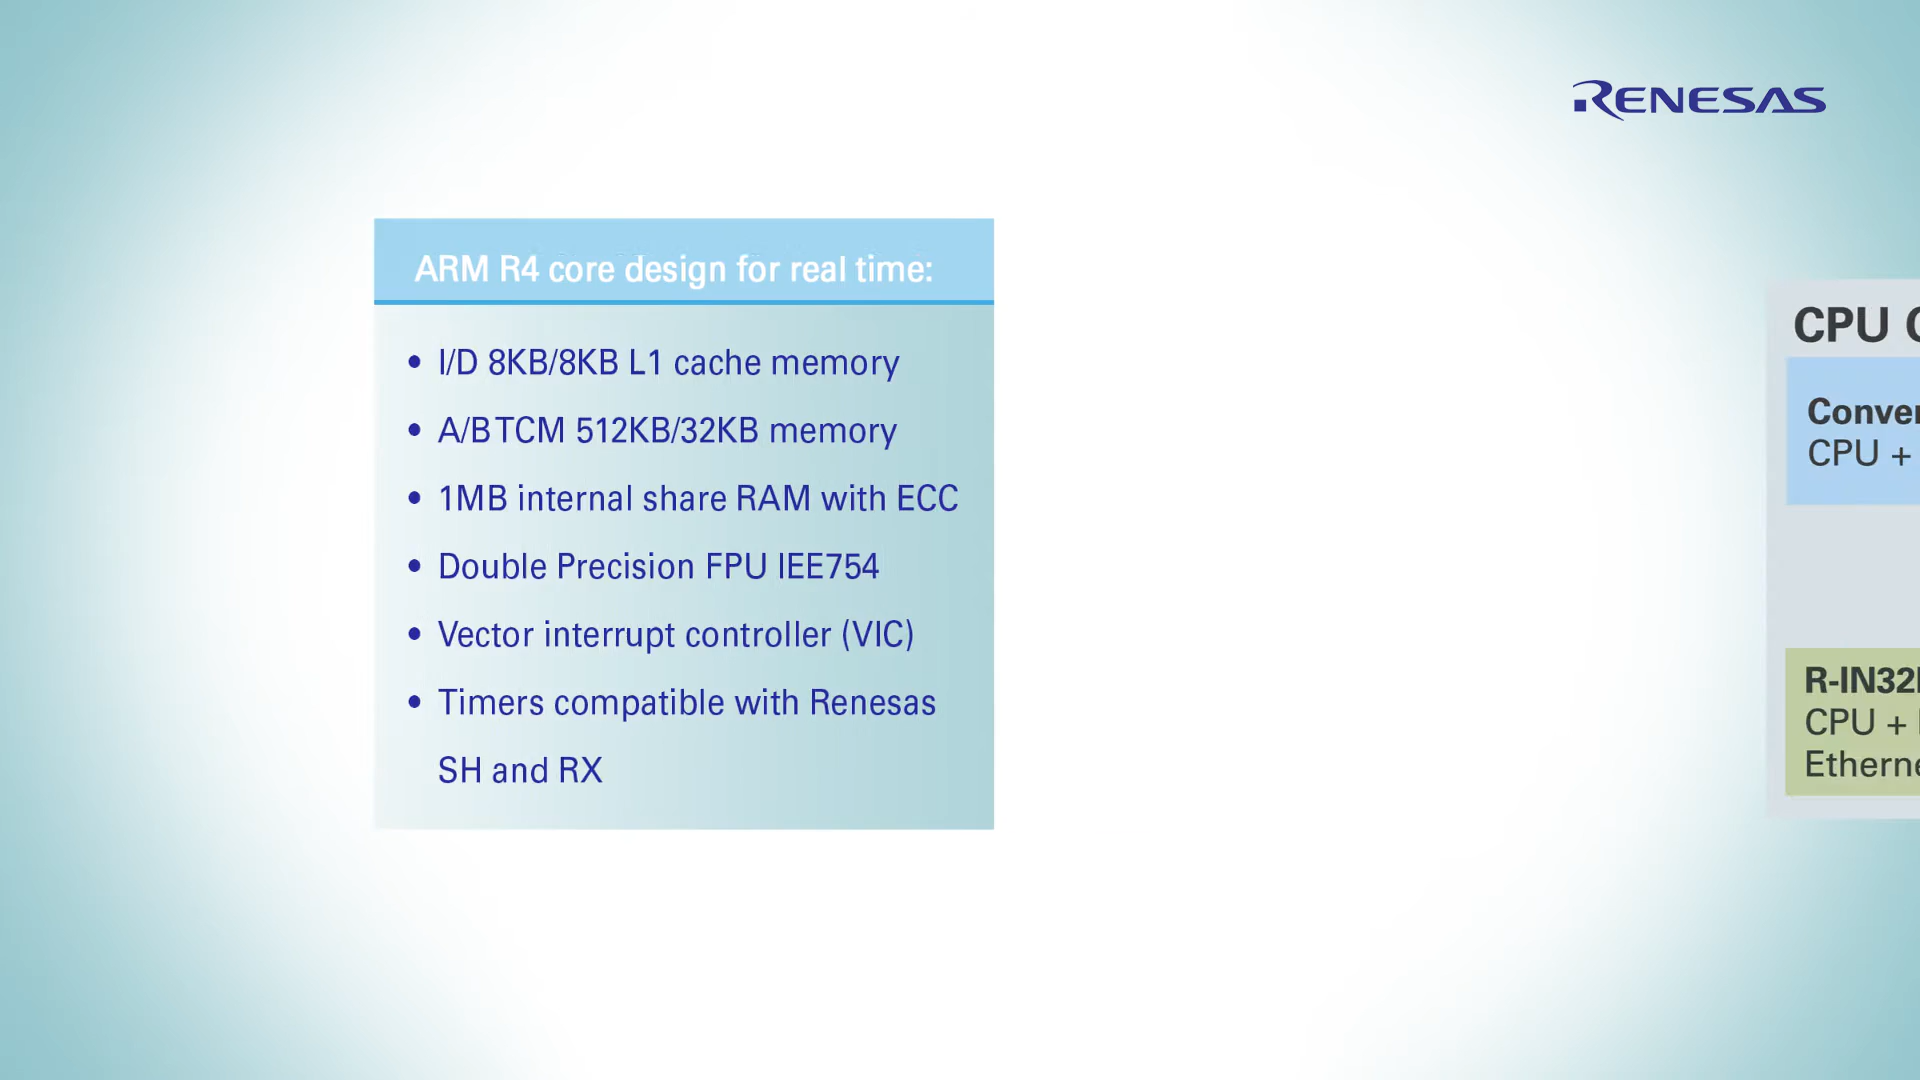 RENESAS
ARM R4 core design for real time:
• I/D 8KB/8KB L1 cache memory
• A/B TCM 512KB/32KB memory
• 1MB internal share RAM with ECC
• Double Precision FPU IEE754
• Vector interrupt controller (VIC)
• Timers compatible with Renesas
SH and RX
CPU
CPU +
CPU +